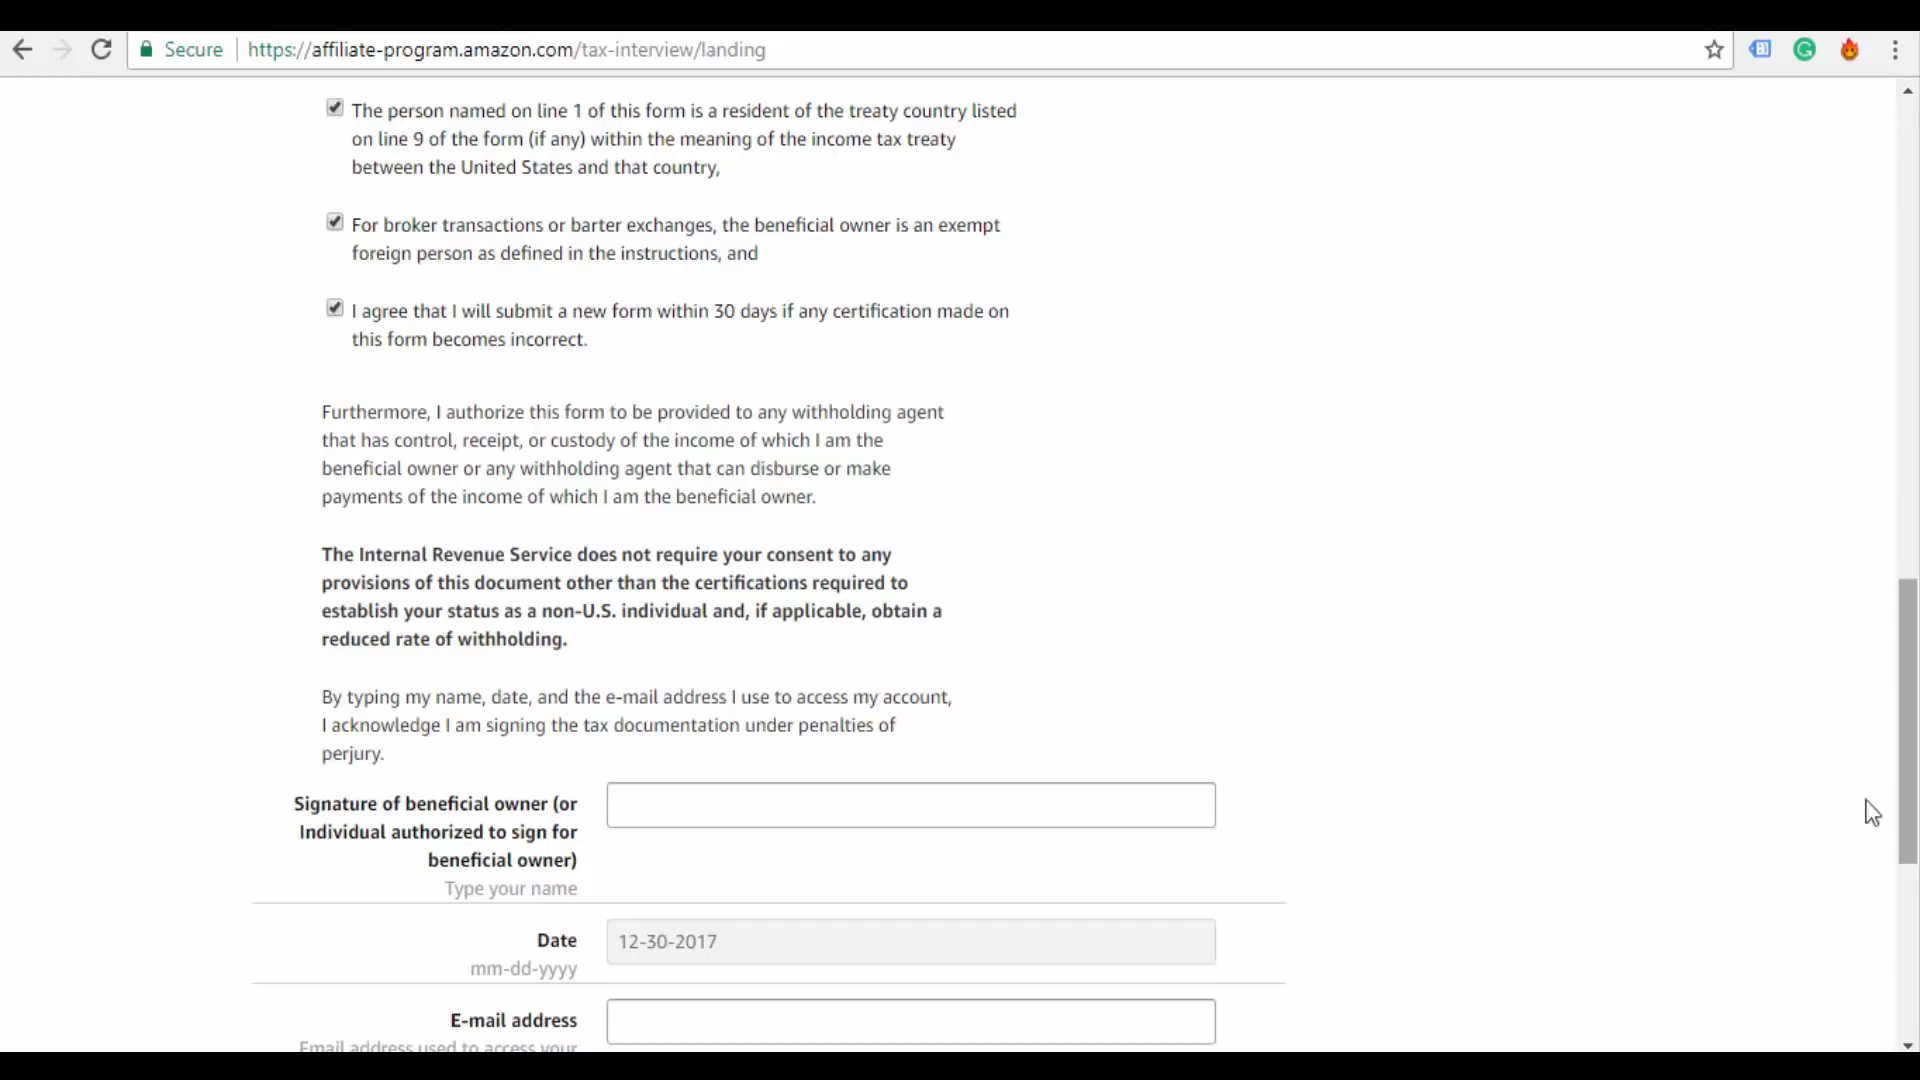 Secure https://affiliate-program.amazon.com/tax-interview/landing
The person named on line 1 of this form is a resident of the treaty country listed
on line 9 of the form (if any) within the meaning of the income tax treaty
between the United States and that country,
For broker transactions or barter exchanges, the beneficial owner is an exempt
foreign person as defined in the instructions, and
I agree that I will submit a new form within 30 days if any certification made on
this form becomes incorrect.
Furthermore, I authorize this form to be provided to any withholding agent
that has control, receipt, or custody of the income of which I am the
beneficial owner or any withholding agent that can disburse or make
payments of the income of which I am the beneficial owner.
The Internal Revenue Service does not require your consent to any
provisions of this document other than the certifications required to
establish your status as a non-U.S. individual and, if applicable, obtain a
reduced rate of withholding.
By typing my name, date, and the e-mail address I use to access my account,
I acknowledge I am signing the tax documentation under penalties of
perjury.
Signature of beneficial owner (or
Individual authorized to sign for
beneficial owner)
Type your name
Date
12-30-2017
mm-dd-yyyy
E-mail address
Email address used to access your